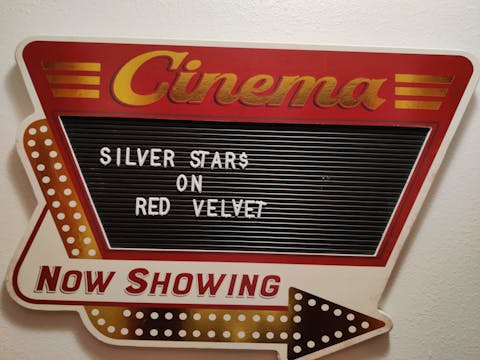 Cinema
SILVER STAR$
ON
RED VELVET
NOW SHOWING